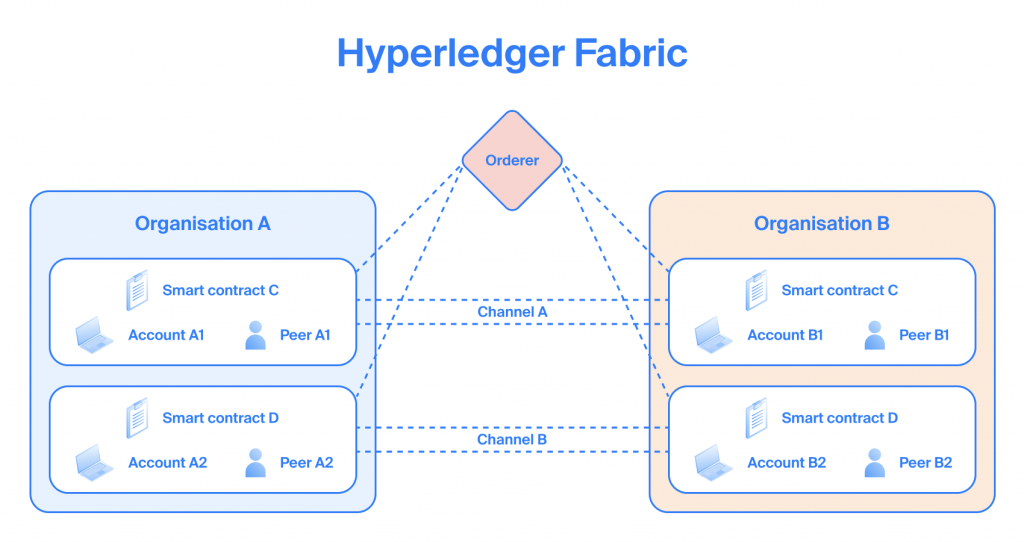 Hyperledger Fabric
Orderer
Organisation A
Smart contract C
Account A1
Peer A1
Smart contract D
Account A2
Peer A2
Channel A
Channel B
Organisation B
Smart contract C
Account B1
Peer B1
Smart contract D
Account B2
Peer B2